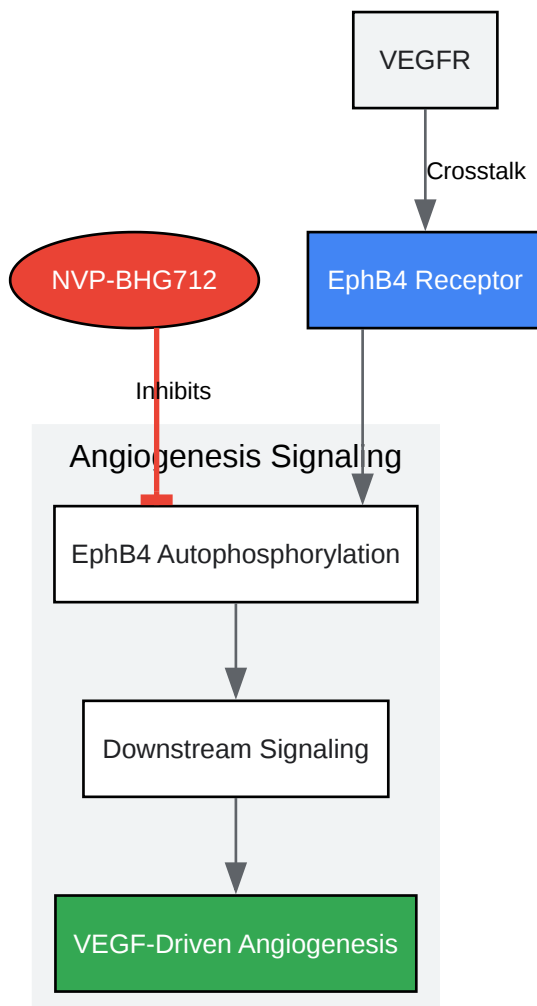 VEGFR
Crosstalk
NVP-BHG712
EphB4 Receptor
Inhibits
Angiogenesis Signaling
EphB4 Autophosphorylation
Downstream Signaling
VEGF-Driven Angiogenesis